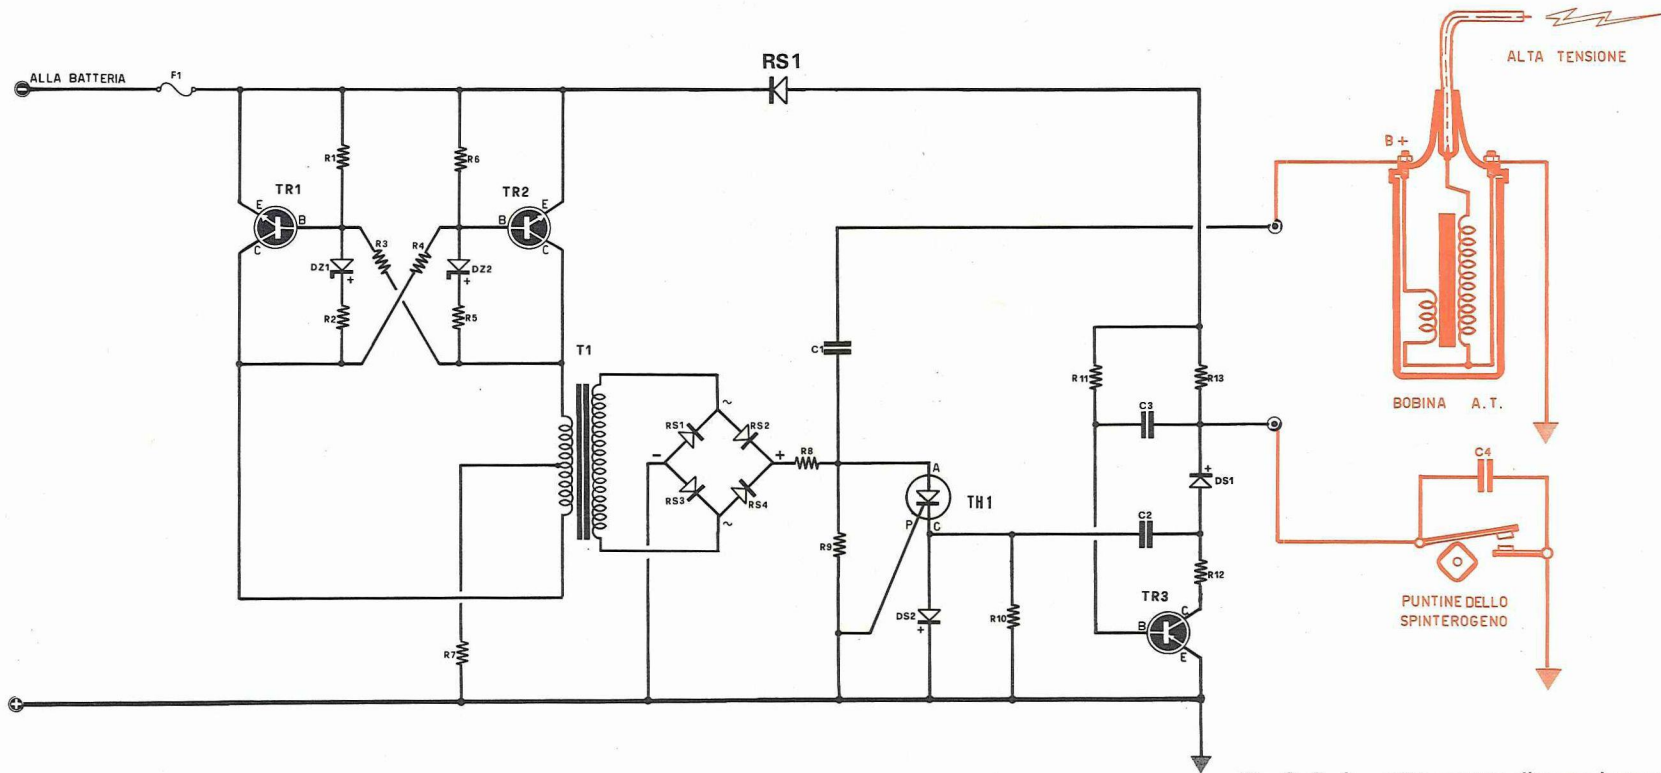 ALTA TENSIONE
RS1
ALLA BATTERIA
F1
-
R1
R6
B+
TR1
TR2
E
B
C
E
B
C
R3
R4
DZ1
+
DZ2
+
R2
R5
T1
C1
R11
R13
BOBINA A.T.
C3
RS1
RS2
~
-
+
R8
RS3
RS4
~
A
TH1
P
C
+
DS1
C4
C2
R9
R12
DS2
+
R10
TR3
C
B
E
PUNTINE DELLO
SPINTEROGENO
R7
+